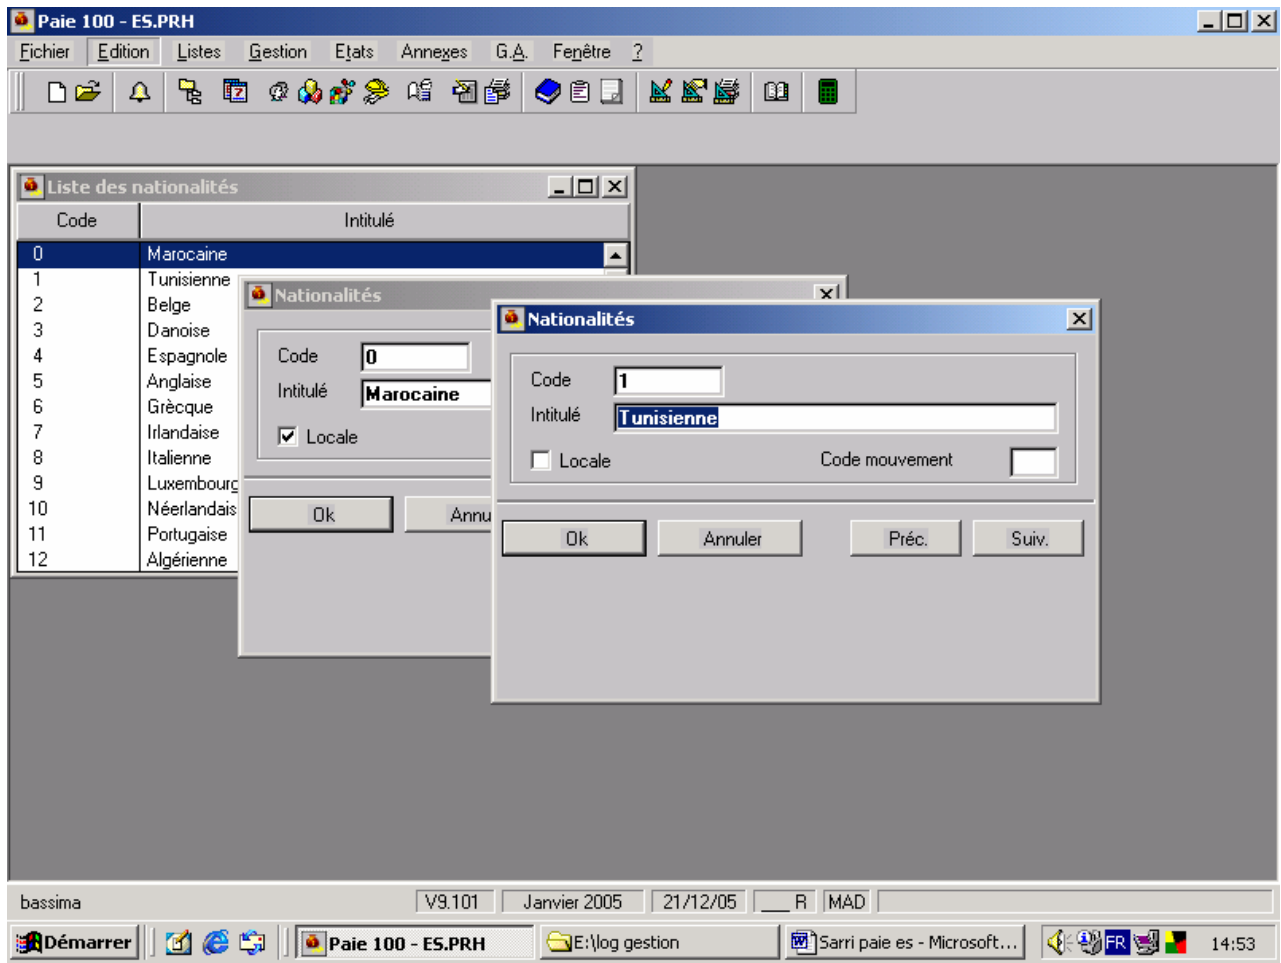 Paie 100 - ES.PRH
Fichier Edition Listes Gestion Etats Annexes G.A. Fenêtre ?
Liste des nationalités
Code Intitulé
0 Marocaine
1 Tunisienne
2 Belge
3 Danoise
4 Espagnole
5 Anglaise
6 Grècque
7 Irlandaise
8 Italienne
9 Luxembourg
10 Néerlandais
11 Portugaise
12 Algérienne
Nationalités
Code 0
Intitulé Marocaine
Locale
Ok Annu
Nationalités
Code 1
Intitulé Tunisienne
Locale Code mouvement
Ok Annuler Préc. Suiv.
bassima V9.101 Janvier 2005 21/12/05 ___ R MAD
Démarrer Paie 100 - ES.PRH E:\log gestion Sarri paie es - Microsoft... FR 14:53